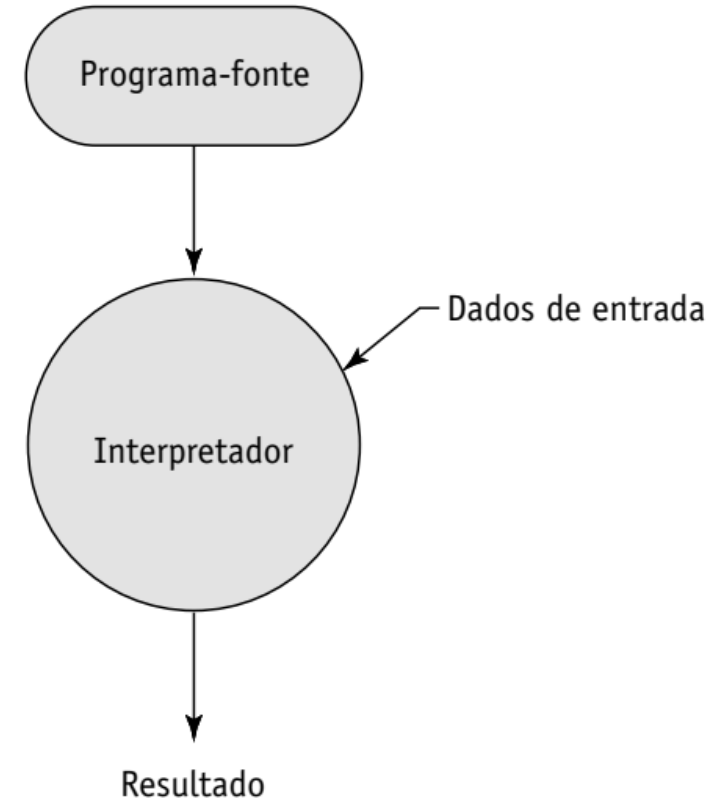 Programa-fonte
Dados de entrada
Interpretador
Resultado